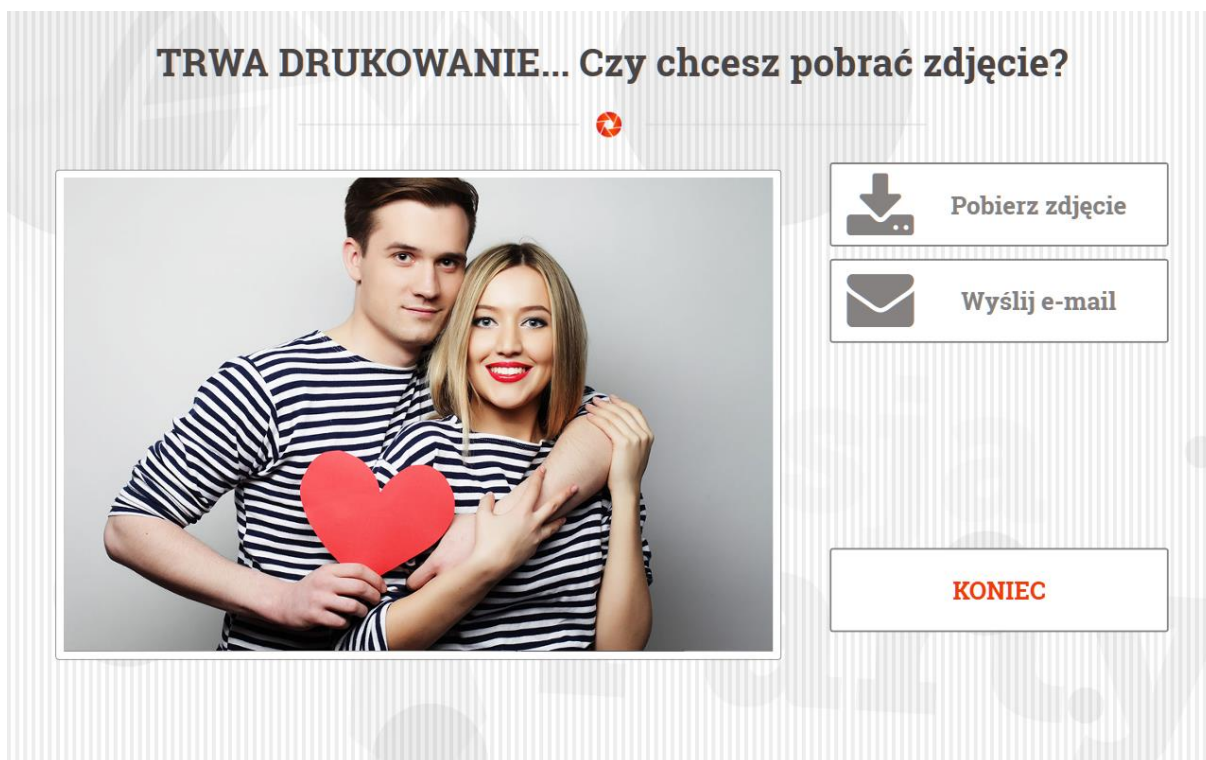 TRWA DRUKOWANIE... Czy chcesz pobrać zdjęcie?
Pobierz zdjęcie
Wyślij e-mail
KONIEC